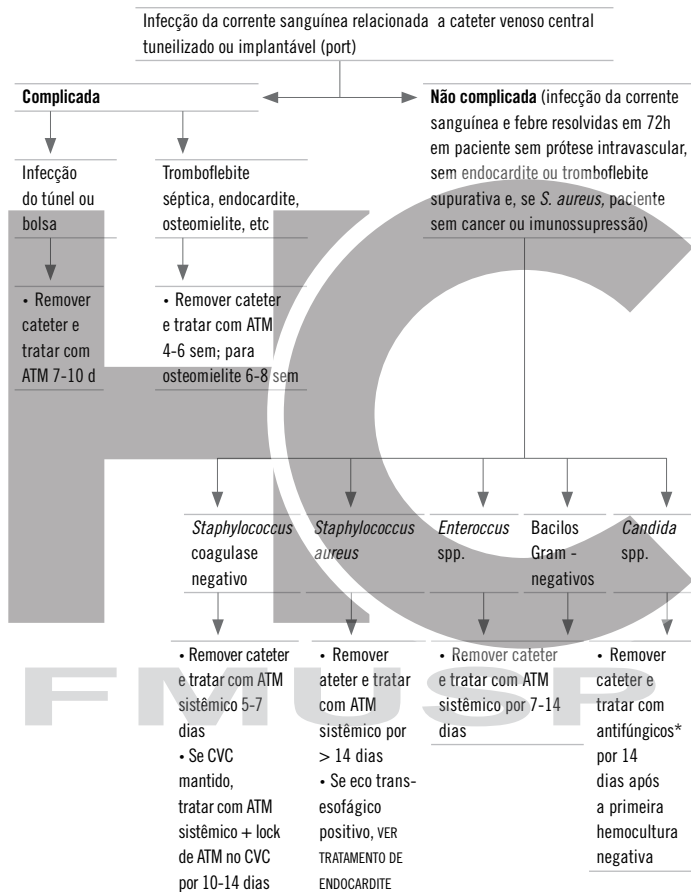 Infecção da corrente sanguínea relacionada a cateter venoso central
tuneilizado ou implantável (port)
Complicada
Não complicada (infecção da corrente
sanguínea e febre resolvidas em 72h
em paciente sem prótese intravascular,
sem endocardite ou tromboflebite
supurativa e, se S. aureus, paciente
sem cancer ou imunossupressão)
Infecção
do túnel ou
bolsa
Tromboflebite
séptica, endocardite,
osteomielite, etc
• Remover
cateter e
tratar com
ATM 7-10 d
• Remover cateter
e tratar com ATM
4-6 sem; para
osteomielite 6-8 sem
Staphylococcus
coagulase
negativo
Staphylococcus
aureus
Enteroccus
spp.
Bacilos
Gram -
negativos
Candida
spp.
• Remover cateter
e tratar com ATM
sistêmico 5-7
dias
• Se CVC
mantido,
tratar com ATM
sistêmico + lock
de ATM no CVC
por 10-14 dias
• Remover
ateter e tratar
com ATM
sistêmico por
> 14 dias
• Se eco trans-
esofágico
positivo, VER
TRATAMENTO DE
ENDOCARDITE
• Remover cateter
e tratar com ATM
sistêmico por 7-14
dias
• Remover
cateter e
tratar com
antifúngicos*
por 14
dias após
a primeira
hemocultura
negativa
HC
FMUSP